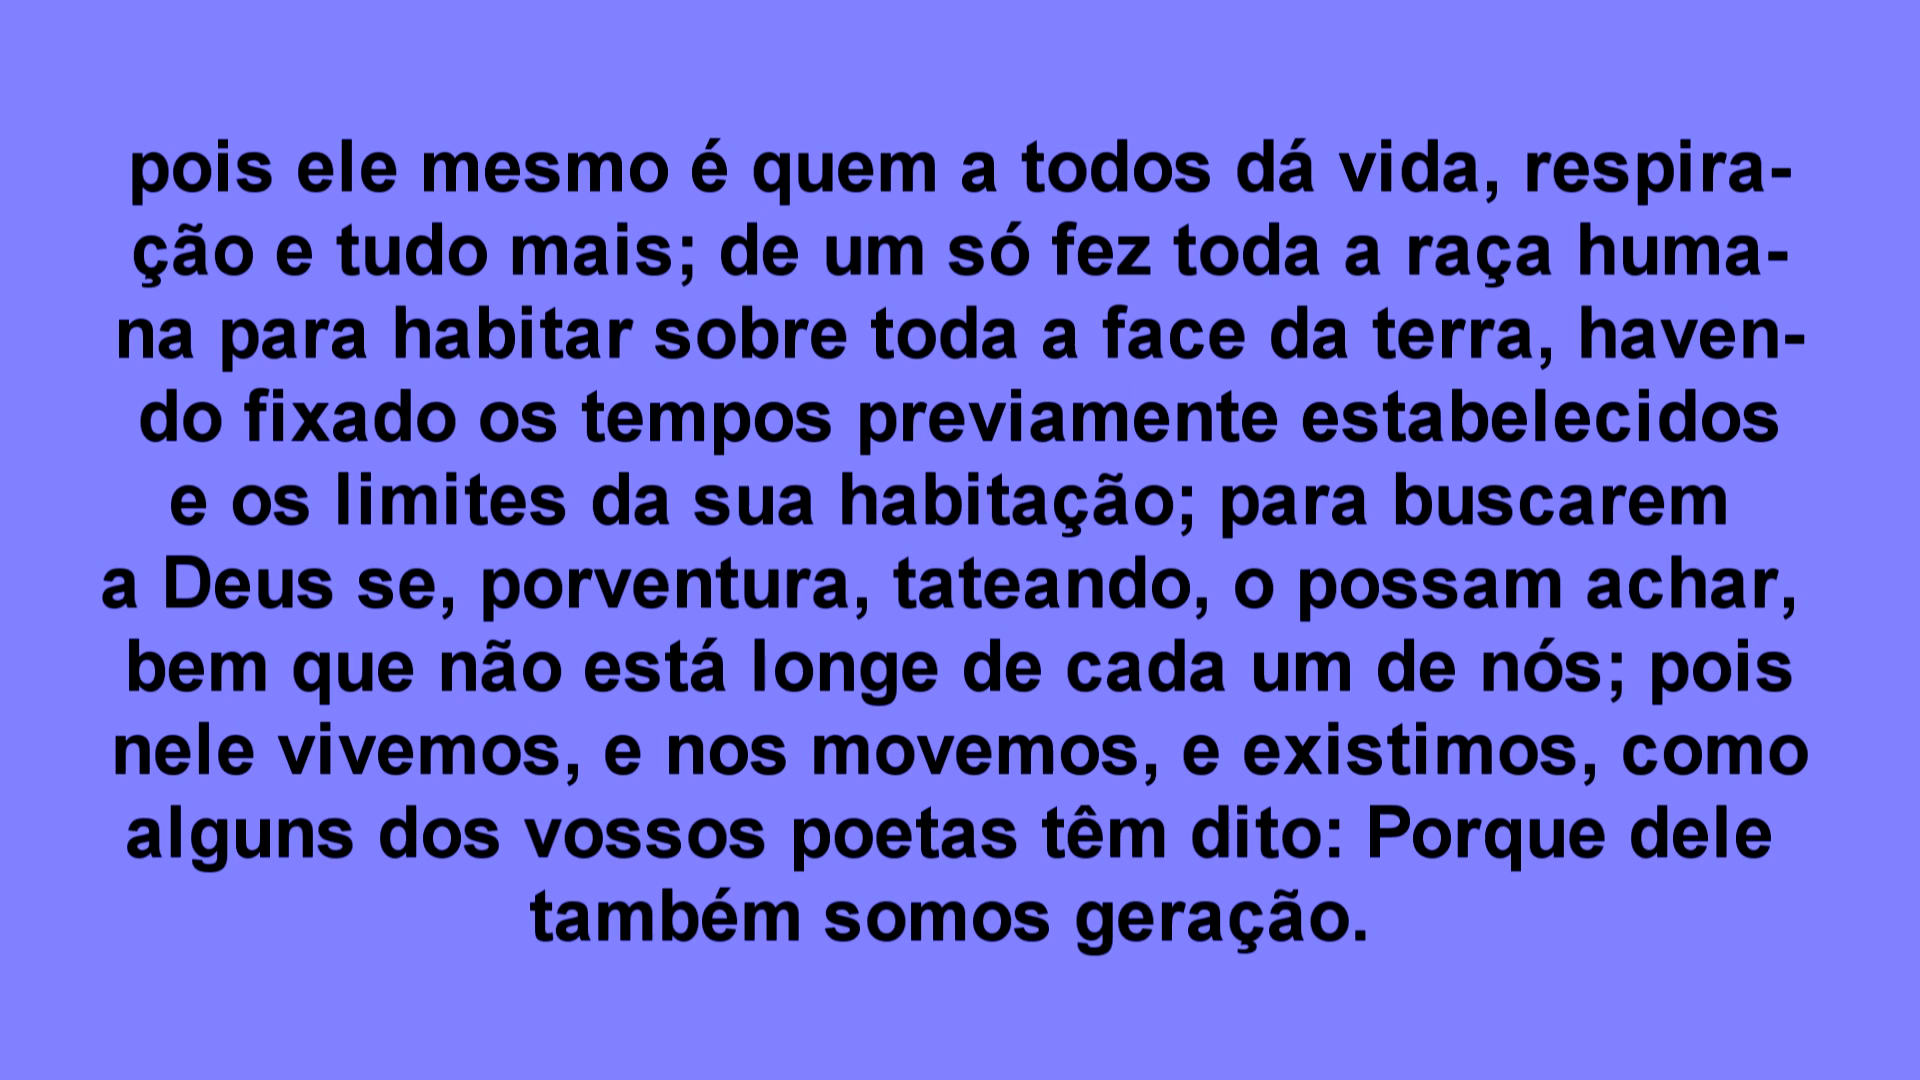 pois ele mesmo é quem a todos dá vida, respira-
ção e tudo mais; de um só fez toda a raça huma-
na para habitar sobre toda a face da terra, haven-
do fixado os tempos previamente estabelecidos
e os limites da sua habitação; para buscarem
a Deus se, porventura, tateando, o possam achar,
bem que não está longe de cada um de nós; pois
nele vivemos, e nos movemos, e existimos, como
alguns dos vossos poetas têm dito: Porque dele
também somos geração.